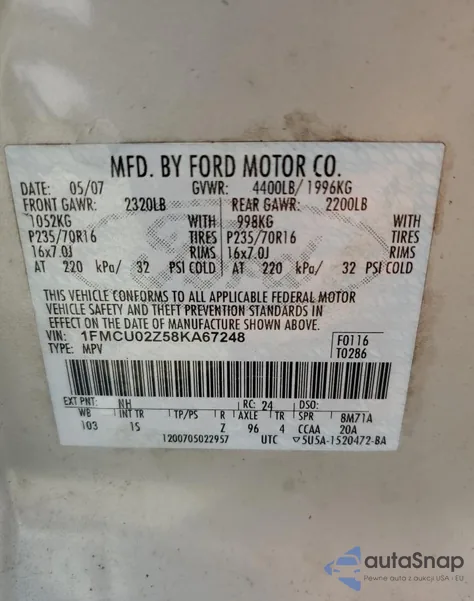 MFD. BY FORD MOTOR CO.
DATE: 05/07 GVWR: 4400LB/1996KG
FRONT GAWR: 2320LB REAR GAWR: 2200LB
1052KG WITH 998KG WITH
P235/70R16 TIRES P235/70R16 TIRES
16x7.0J RIMS 16x7.0J RIMS
AT 220 kPa/ 32 PSI COLD AT 220 kPa/ 32 PSI COLD
THIS VEHICLE CONFORMS TO ALL APPLICABLE FEDERAL MOTOR
VEHICLE SAFETY AND THEFT PREVENTION STANDARDS IN
EFFECT ON THE DATE OF MANUFACTURE SHOWN ABOVE.
VIN: 1FMCU02Z58KA67248 F0116
TYPE: MPV T0286
EXT PNT: NH RC: 24 DSO:
WB INT TR TP/PS R AXLE TR SPR 8M71A
103 IS Z 96 4 CCAA 20A
1200705022957 UTC ▽5U5A-1520472-BA
autoSnap
Pewne auto z aukcji USA - EU